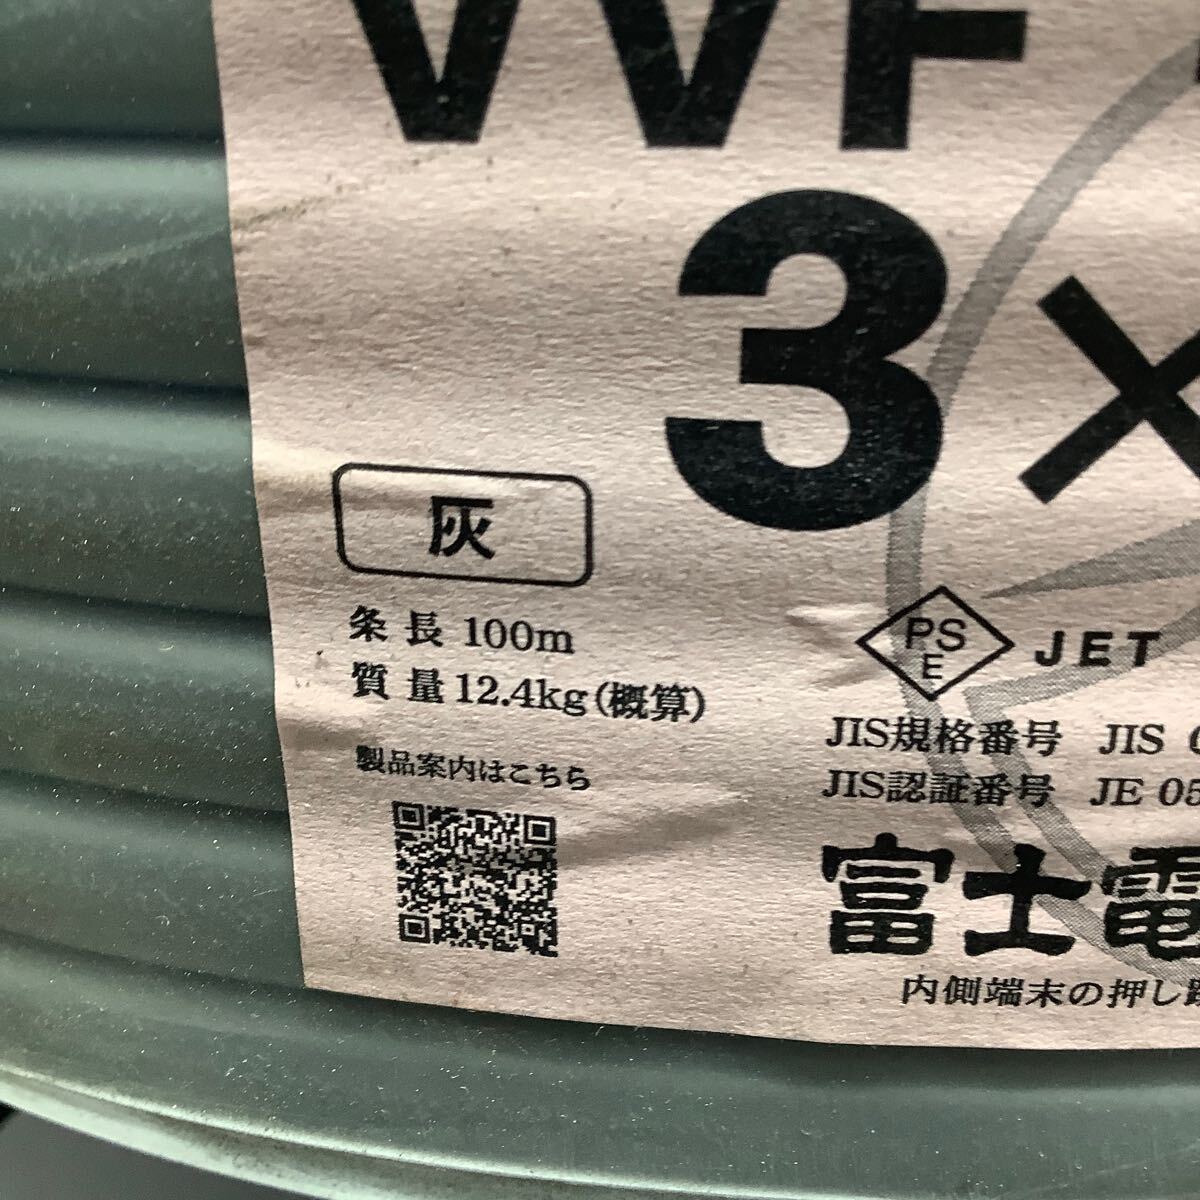 VVF
3×
灰
条長 100m
質量 12.4kg(概算)
製品案内はこちら
PS
E
JET
JIS規格番号 JIS
JIS認証番号 JE 05
富士電
内側端末の押し